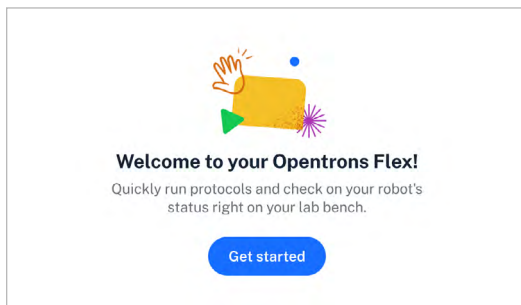 Welcome to your Opentrons Flex!
Quickly run protocols and check on your robot's
status right on your lab bench.
Get started